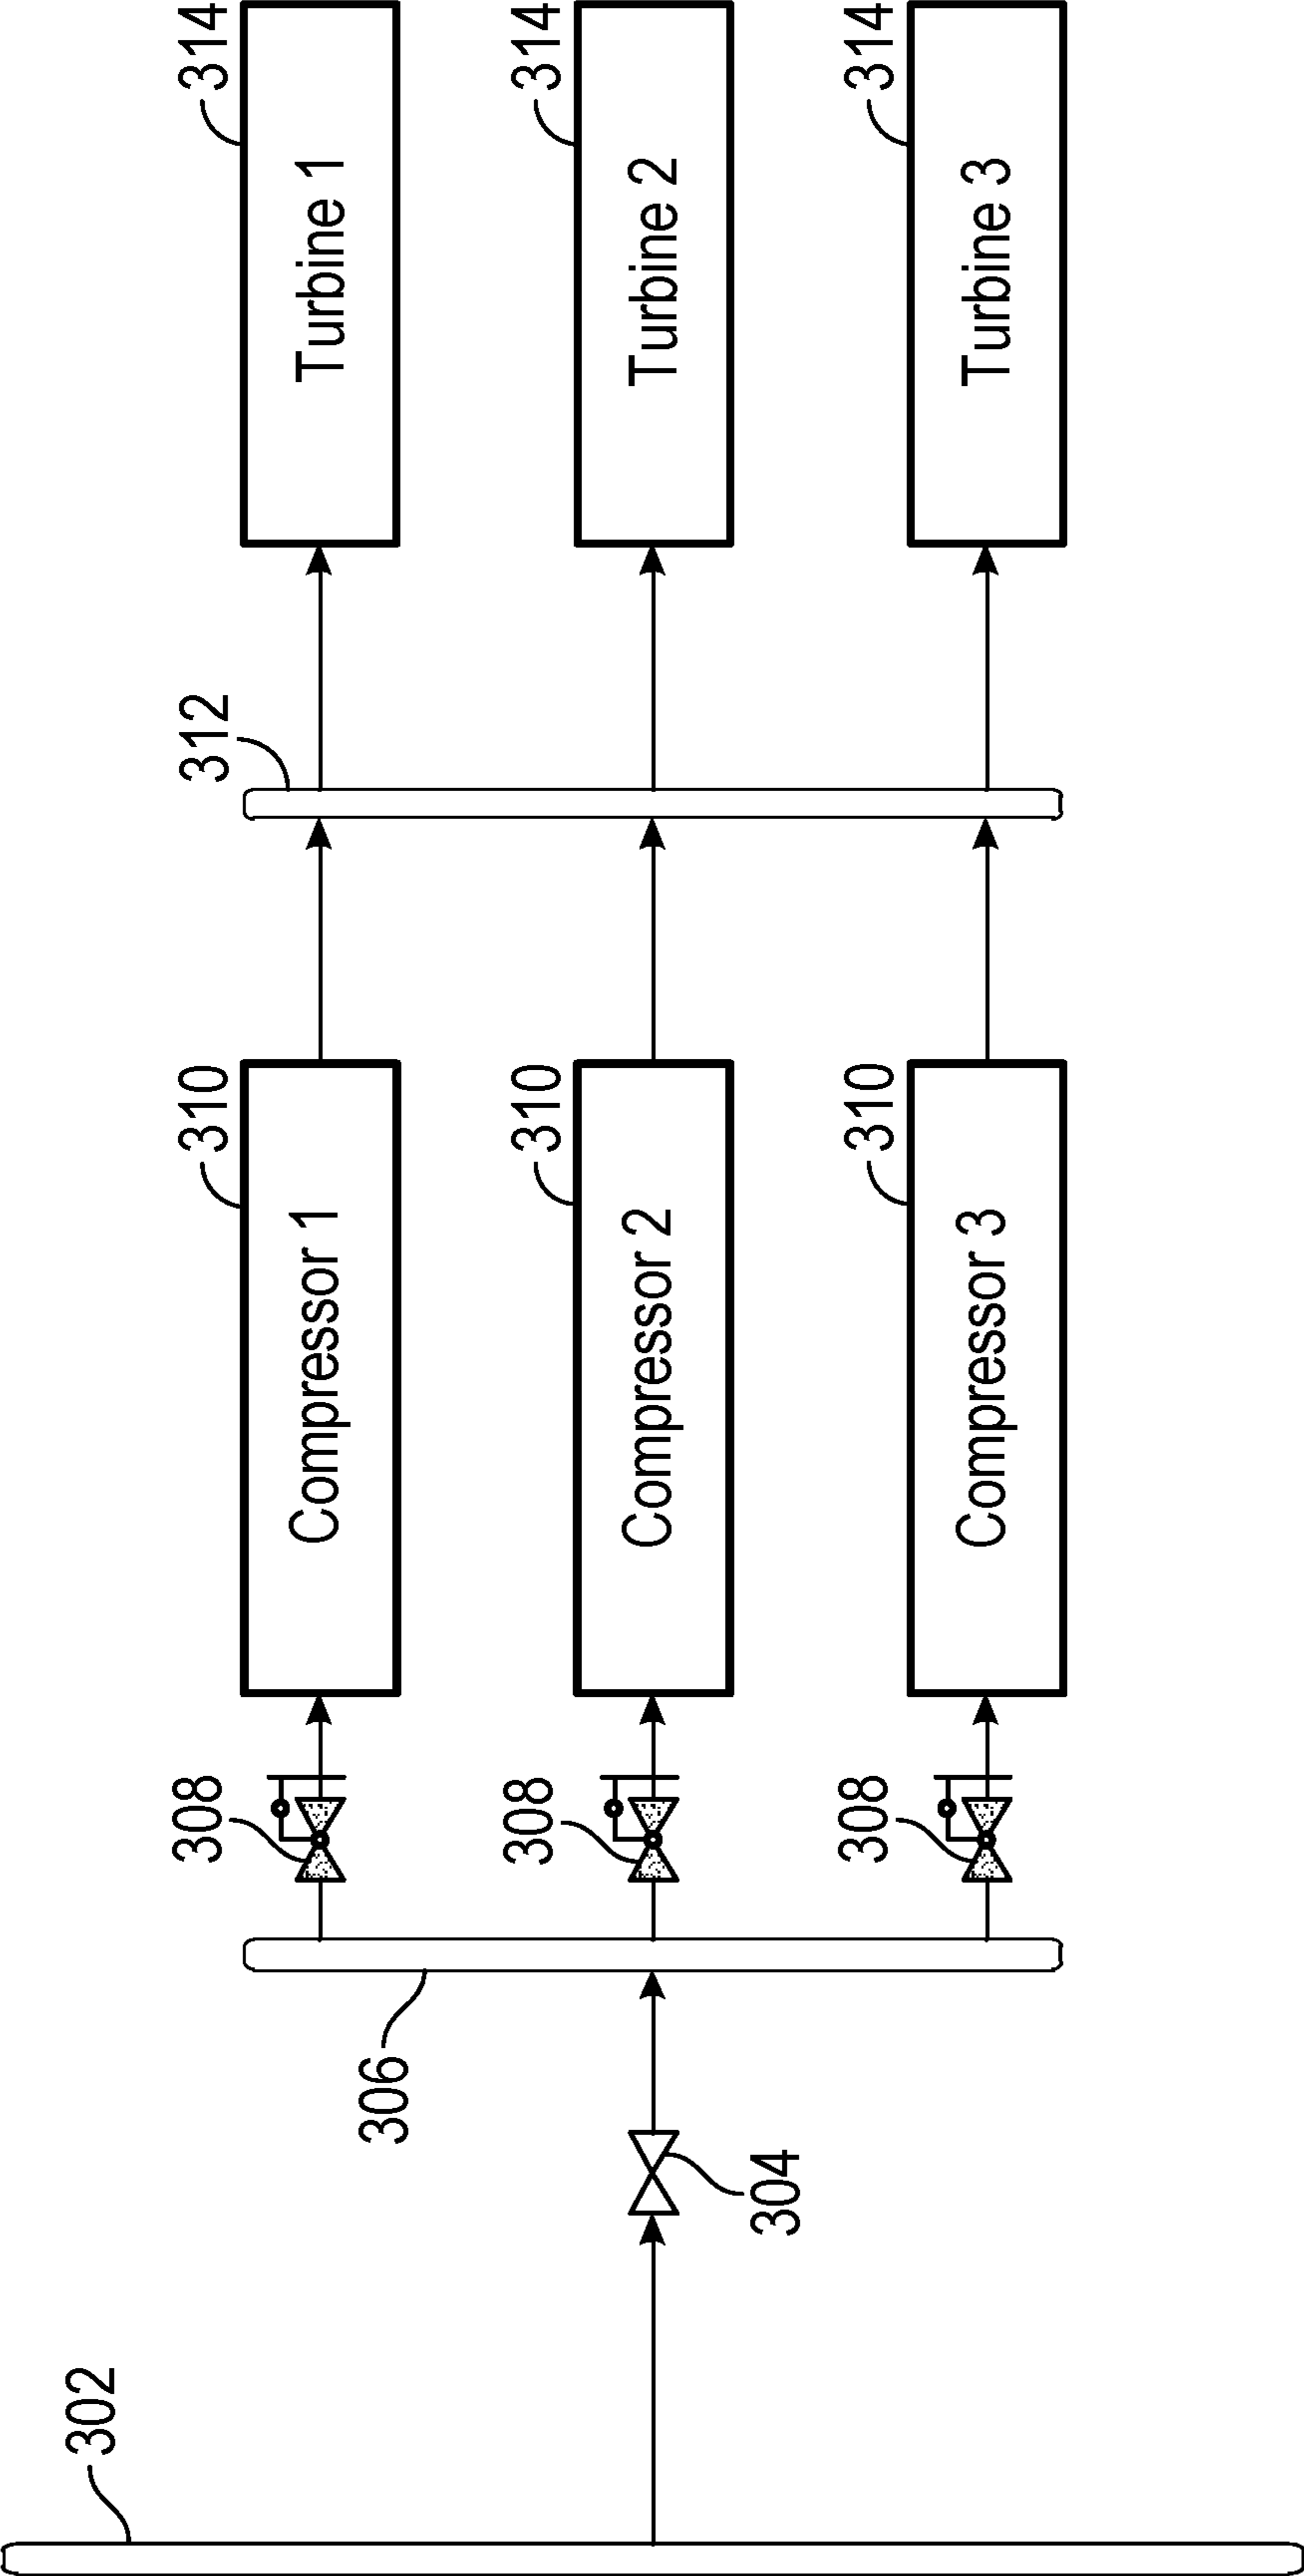 302
304
306
308
308
308
Compressor 1
310
Compressor 2
310
Compressor 3
310
312
Turbine 1
314
Turbine 2
314
Turbine 3
314